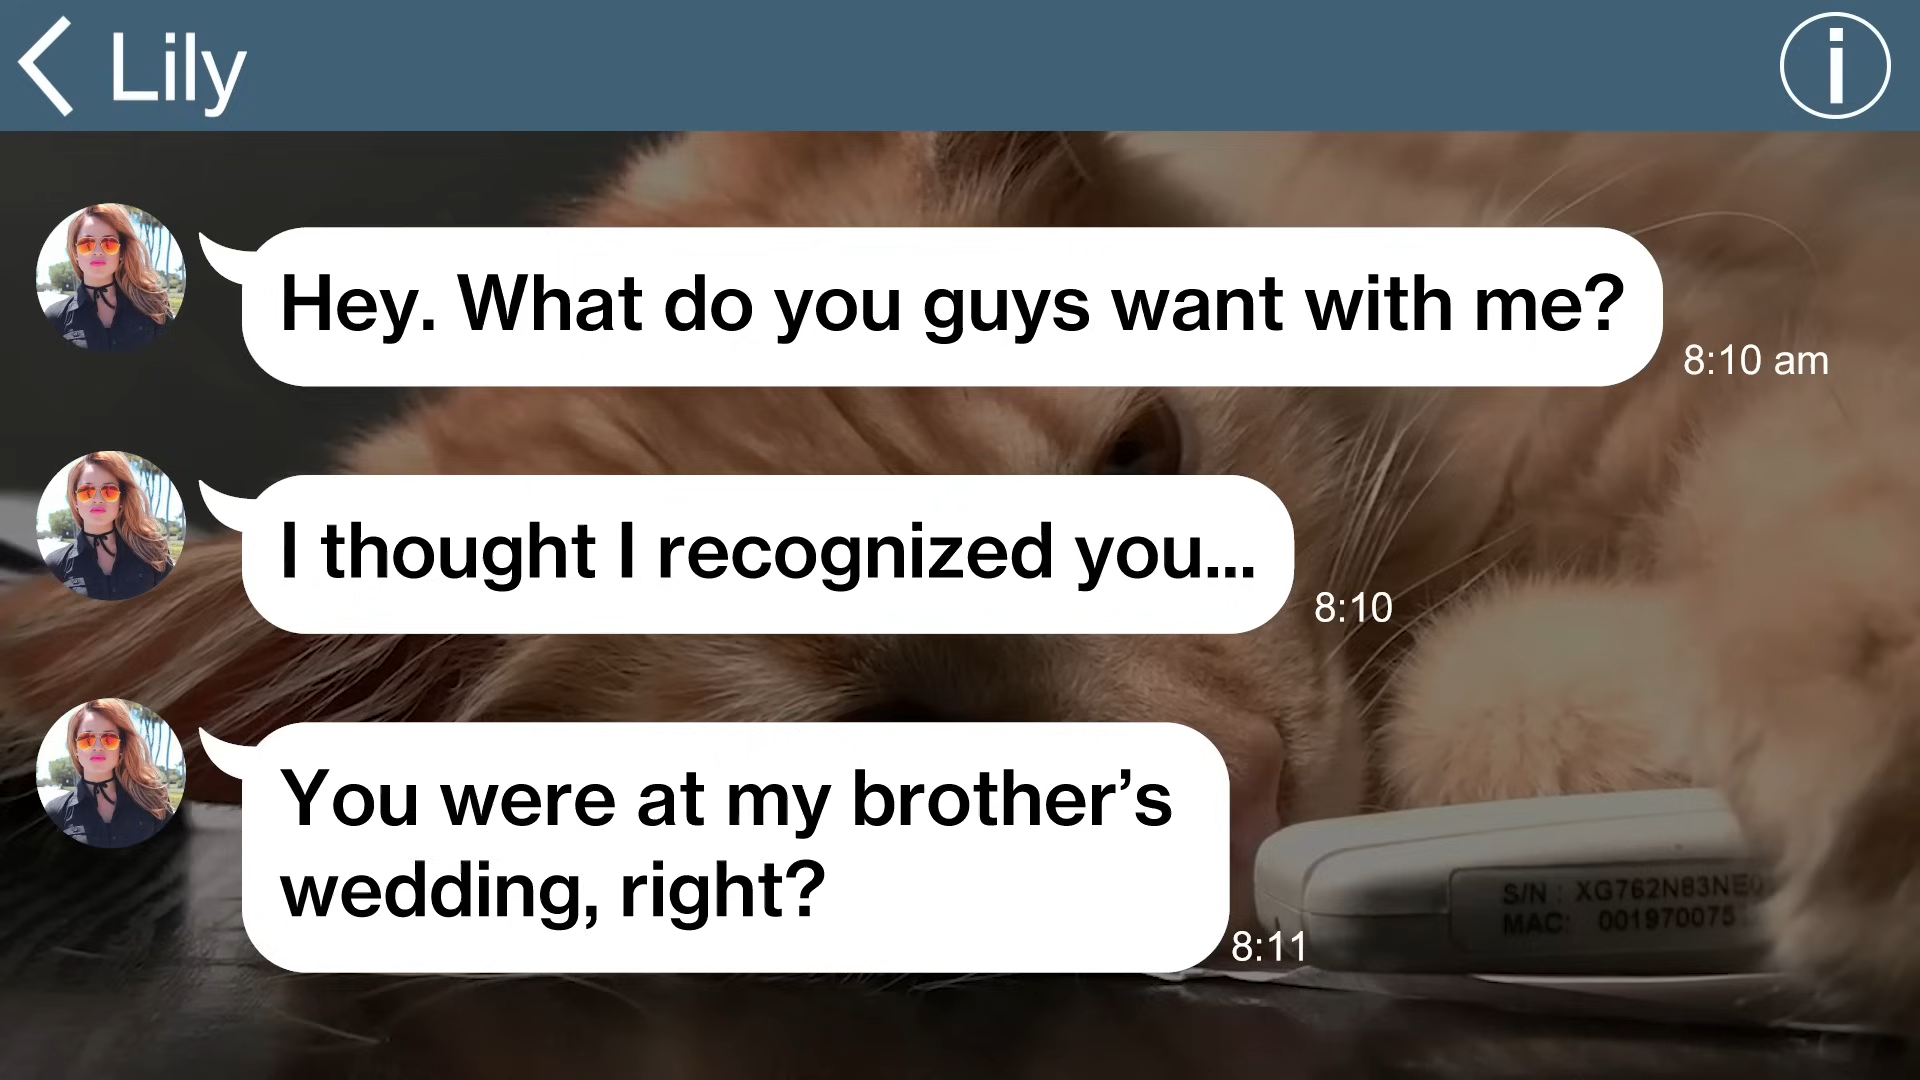 Lily
Hey. What do you guys want with me?
8:10 am
I thought I recognized you...
8:10
You were at my brother’s
wedding, right?
8:11
S/N : XG762N83NE0
MAC: 001970075